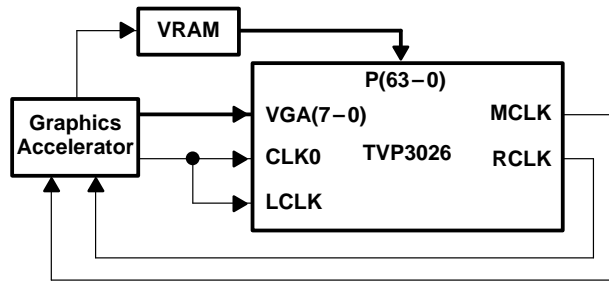 VRAM
P(63–0)
Graphics
Accelerator
VGA(7–0)
MCLK
CLK0
TVP3026
RCLK
LCLK